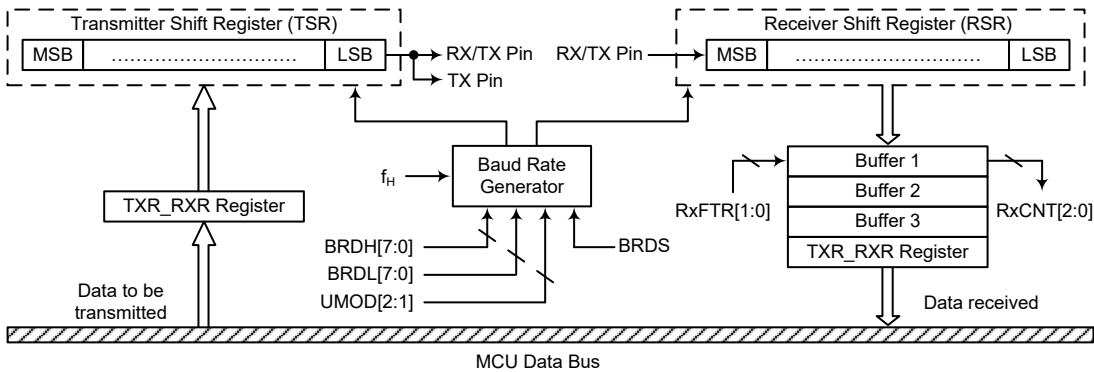 Transmitter Shift Register (TSR)
MSB ............................... LSB
RX/TX Pin
TX Pin
Receiver Shift Register (RSR)
RX/TX Pin
MSB ............................... LSB
Baud Rate
Generator
fH
BRDH[7:0]
BRDL[7:0]
UMOD[2:1]
BRDS
TXR_RXR Register
Data to be
transmitted
Buffer 1
Buffer 2
Buffer 3
TXR_RXR Register
RxFTR[1:0]
RxCNT[2:0]
Data received
MCU Data Bus